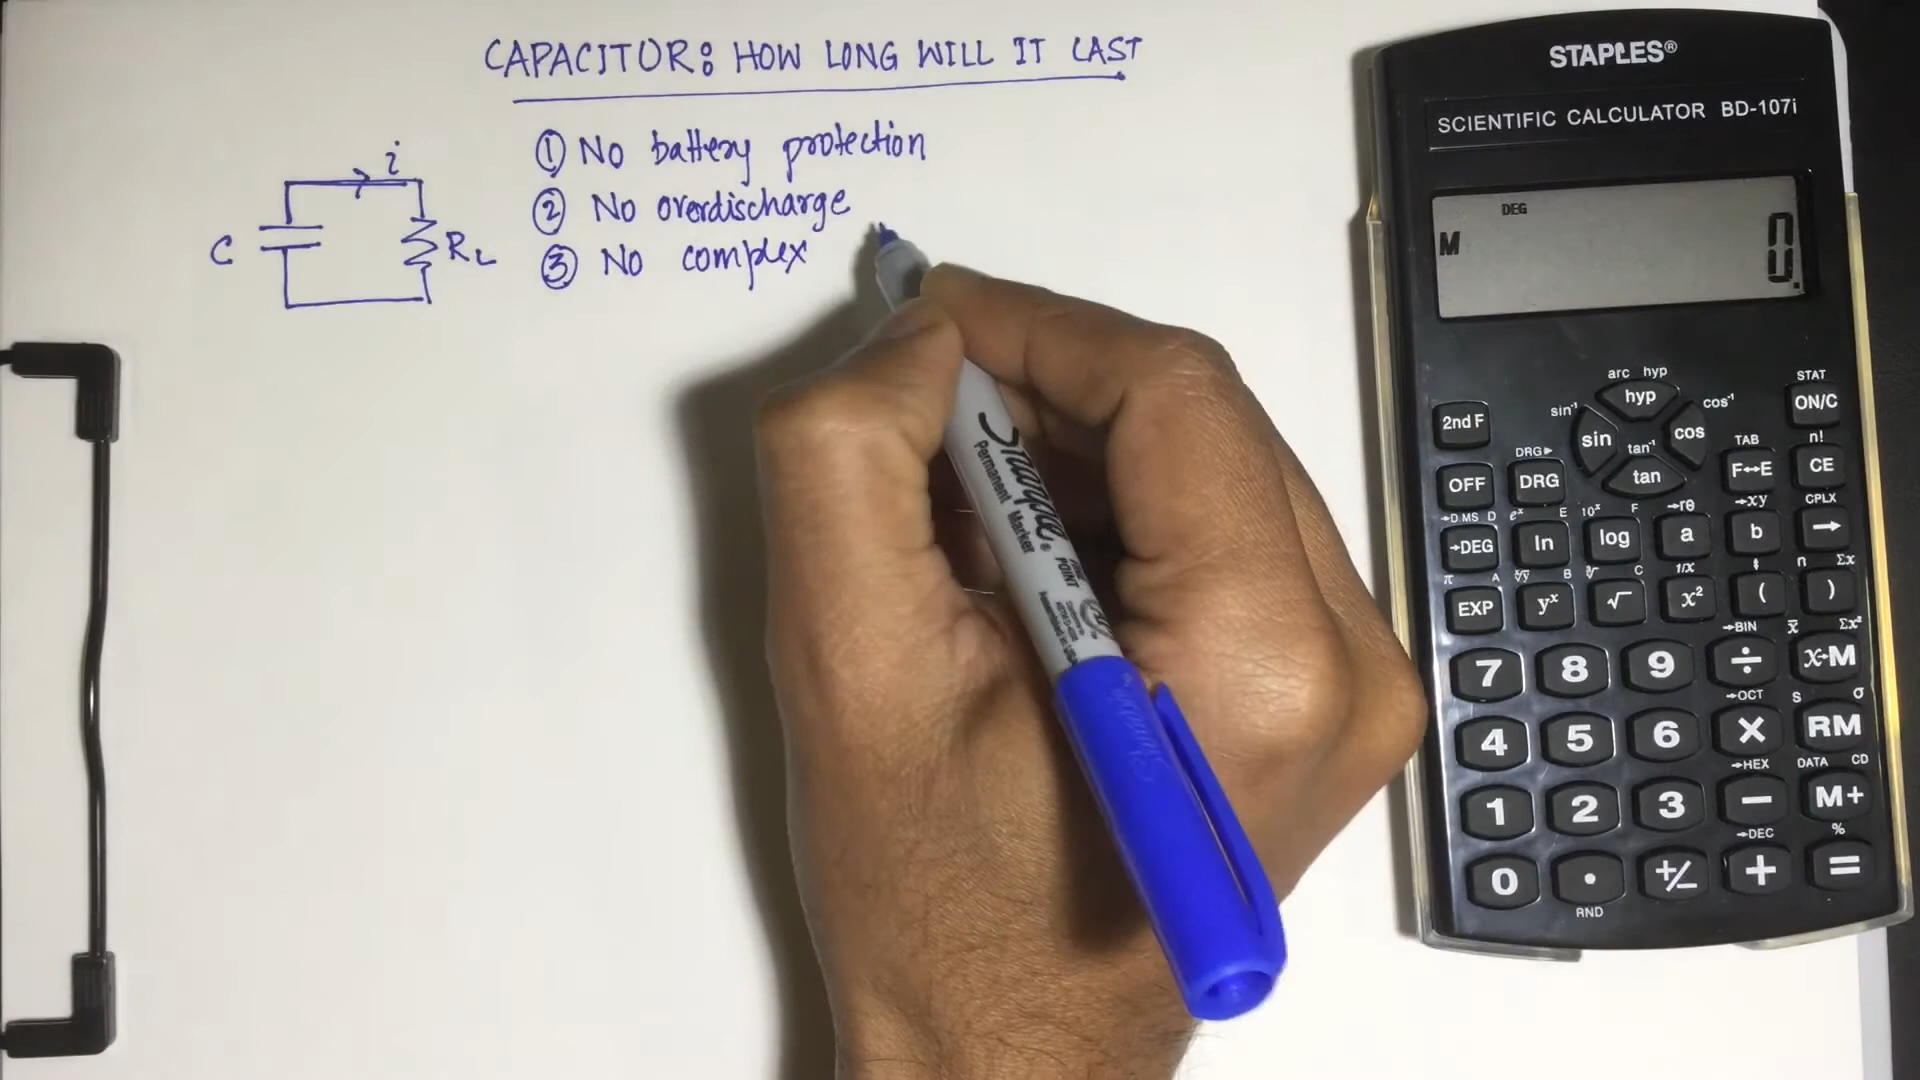 CAPACITOR: HOW LONG WILL IT LAST
① No battery protection
② No overdischarge
③ No complex
i
C
RL
Sharpie®
Permanent Marker
FINE POINT
Sharpie
STAPLES®
SCIENTIFIC CALCULATOR BD-107i
DEG
M 0.
arc hyp STAT
2nd F sin⁻¹ hyp cos⁻¹ ON/C
sin cos
DRG▸ tan⁻¹ TAB n!
OFF DRG tan F↔E CE
→D MS D eˣ E 10ˣ F →rθ →xy CPLX
→DEG ln log a b →
π A ˣ√y B ³√ C 1/x n Σx
EXP yˣ √ x² ( )
→BIN x̄ Σx²
7 8 9 ÷ x→M
→OCT S σ
4 5 6 × RM
→HEX DATA CD
1 2 3 − M+
→DEC %
0 • +/− + =
RND